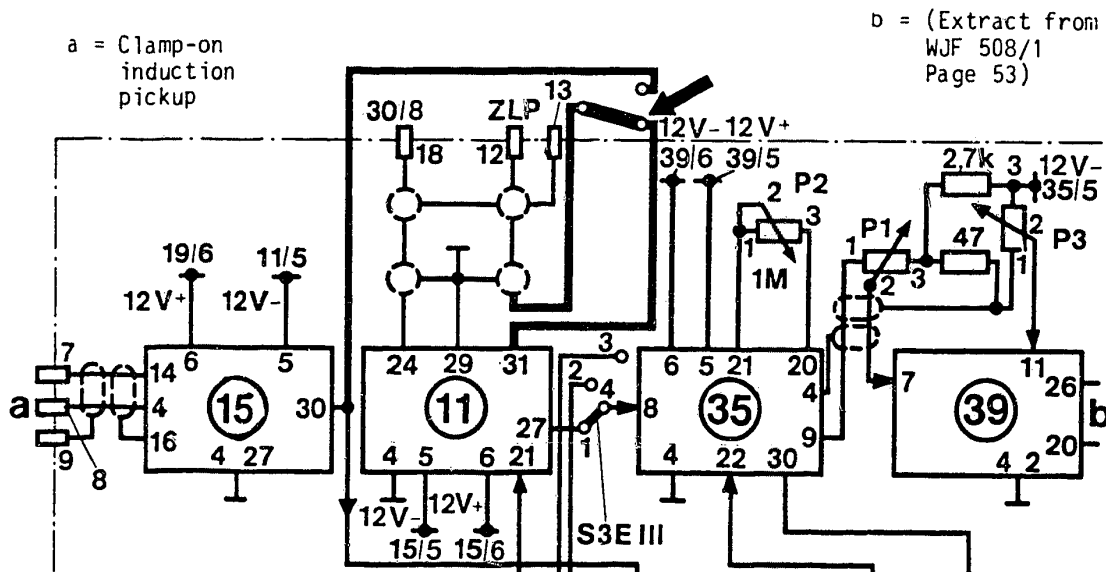 a = Clamp-on
induction
pickup
b = (Extract from
WJF 508/1
Page 53)
30/8 ZLP 13
18 12
12V- 12V+
39/6 39/5
2,7k 3 12V-
35/5
2 P2
1 3
1M
P1 47 2 P3
1 3 1
2
19/6 11/5
12V+ 12V-
7 14 6 5
a 4 15 30
9 8 16 4 27
24 29 31
11 27
4 5 6 21
12V- 12V+
15/5 15/6
3
2 4
1
S3E III
6 5 21 20
8 35 4
9
4 22 30
7 11 26
39 b
20
4 2